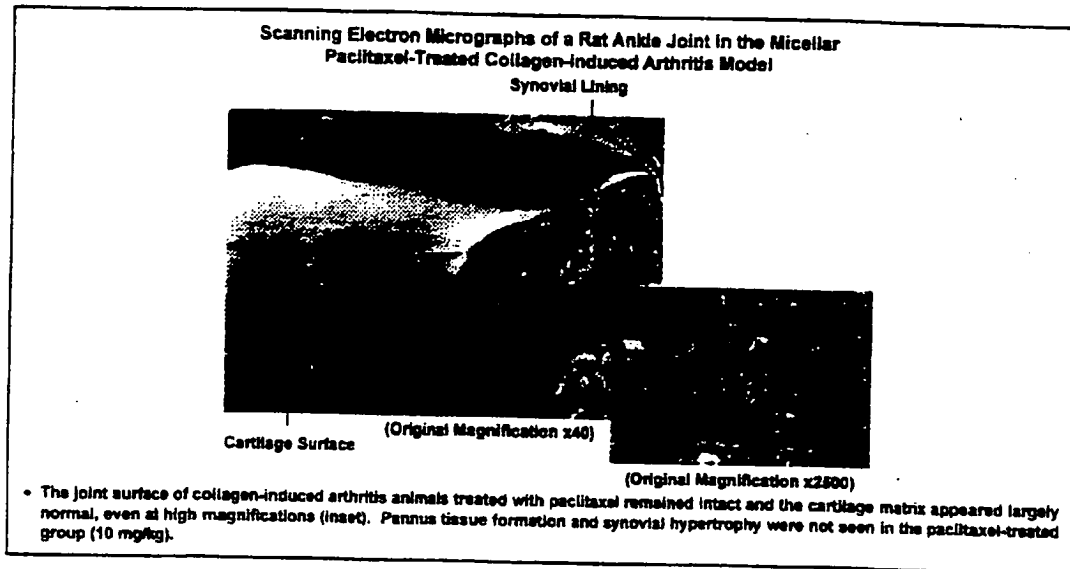 Scanning Electron Micrographs of a Rat Ankle Joint in the Micellar
Paclitaxel-Treated Collagen-Induced Arthritis Model
Synovial Lining
Cartilage Surface
(Original Magnification x40)
(Original Magnification x2500)
• The joint surface of collagen-induced arthritis animals treated with paclitaxel remained intact and the cartilage matrix appeared largely
normal, even at high magnifications (inset). Pannus tissue formation and synovial hypertrophy were not seen in the paclitaxel-treated
group (10 mg/kg).